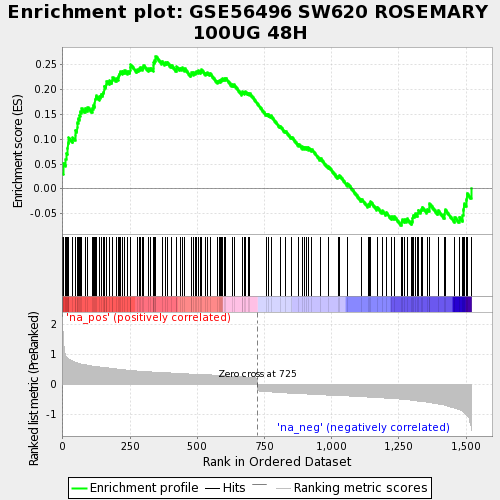 Enrichment plot: GSE56496 SW620 ROSEMARY
100UG 48H
Enrichment score (ES)
0.25
0.20
0.15
0.10
0.05
0.00
-0.05
'na_pos' (positively correlated)
Ranked list metric (PreRanked)
2
1
0
-1
Zero cross at 725
'na_neg' (negatively correlated)
0
250
500
750
1,000
1,250
1,500
Rank in Ordered Dataset
Enrichment profile
Hits
Ranking metric scores